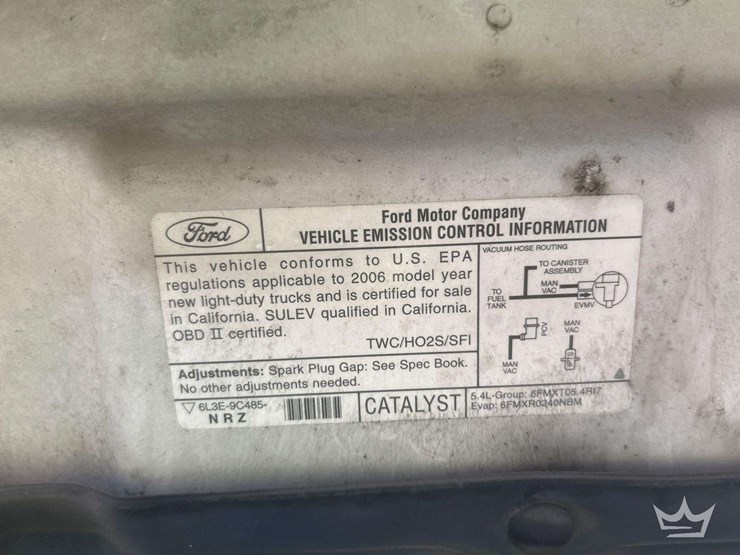 Ford
Ford Motor Company
VEHICLE EMISSION CONTROL INFORMATION
This vehicle conforms to U.S. EPA
regulations applicable to 2006 model year
new light-duty trucks and is certified for sale
in California. SULEV qualified in California.
OBD II certified.
TWC/HO2S/SFI
Adjustments: Spark Plug Gap: See Spec Book.
No other adjustments needed.
6L3E-9C485-
NRZ
CATALYST
VACUUM HOSE ROUTING
TO CANISTER
ASSEMBLY
MAN
VAC
TO
FUEL
TANK
EVMV
PCV
MAN
VAC
MAN
VAC
5.4L-Group: 6FMXT05.4RI7
Evap: 6FMXR0240NBM